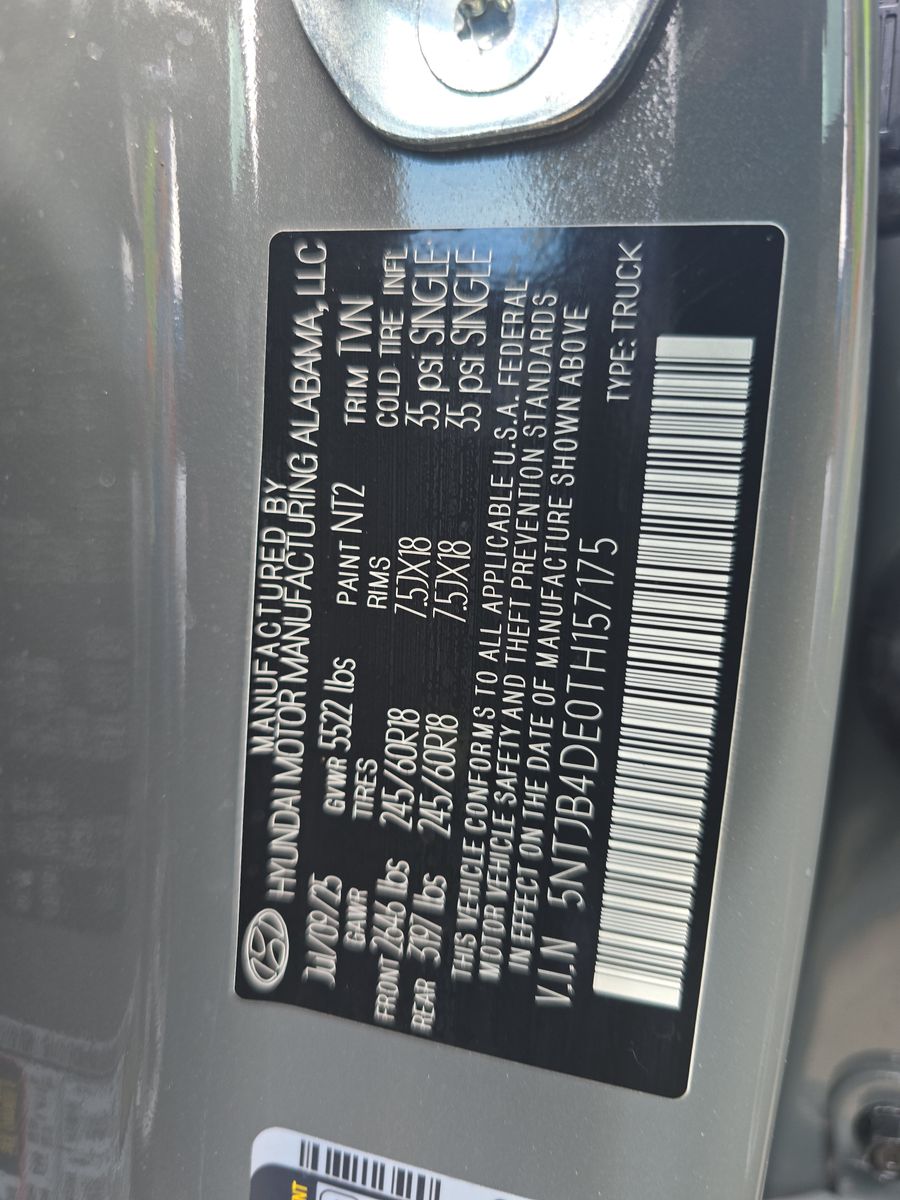 MANUFACTURED BY
HYUNDAI MOTOR MANUFACTURING ALABAMA, LLC
Jul/09/25 GVWR 5522 lbs PAINT NT2 TRIM TVN
GAWR TIRES RIMS COLD TIRE INFL
FRONT 2646 lbs 245/60R18 7.5JX18 35 psi SINGLE
REAR 3197 lbs 245/60R18 7.5JX18 35 psi SINGLE
THIS VEHICLE CONFORMS TO ALL APPLICABLE U.S.A. FEDERAL
MOTOR VEHICLE SAFETY AND THEFT PREVENTION STANDARDS
IN EFFECT ON THE DATE OF MANUFACTURE SHOWN ABOVE
V.I.N 5NTJB4DE0TH157175
TYPE: TRUCK